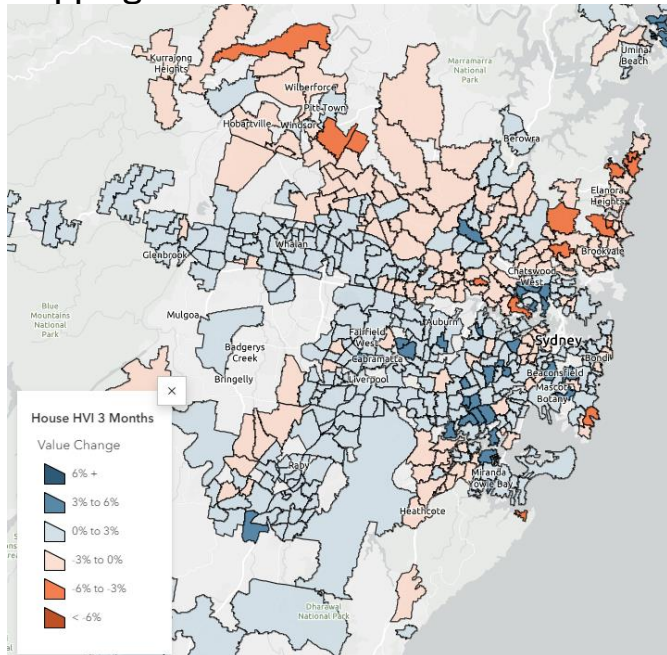 Kurrajong
Heights
Marramarra
National
Park
Uminar
Beach
Wilberforce
Pitt Town
Hobartville
Windsor
Berowra
Elanora
Heights
Whalan
Glenbrook
Brookvale
Chatswood
West
Blue
Mountains
National
Park
Mulgoa
Auburn
Fairfield
West
Sydney
Cabramatta
Badgerys
Creek
Bondi
Bringelly
Liverpool
Beaconsfield
Mascot
Botany
×
House HVI 3 Months
Value Change
6% +
3% to 6%
0% to 3%
-3% to 0%
-6% to -3%
< -6%
Raby
Miranda
Yowie Bay
Heathcote
Dharawal
National Park